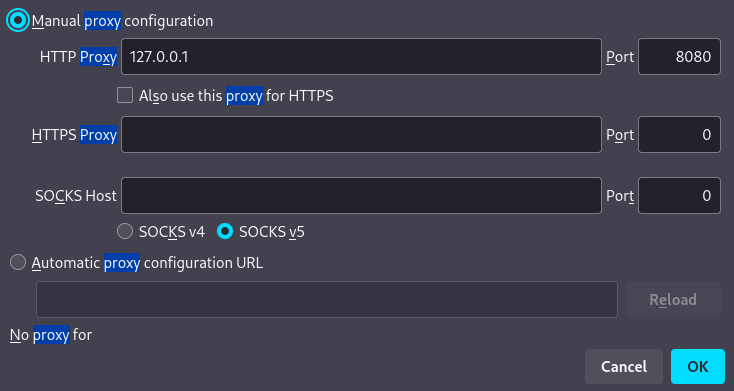 Manual proxy configuration
HTTP Proxy 127.0.0.1 Port 8080
Also use this proxy for HTTPS
HTTPS Proxy Port 0
SOCKS Host Port 0
SOCKS v4 SOCKS v5
Automatic proxy configuration URL
Reload
No proxy for
Cancel OK